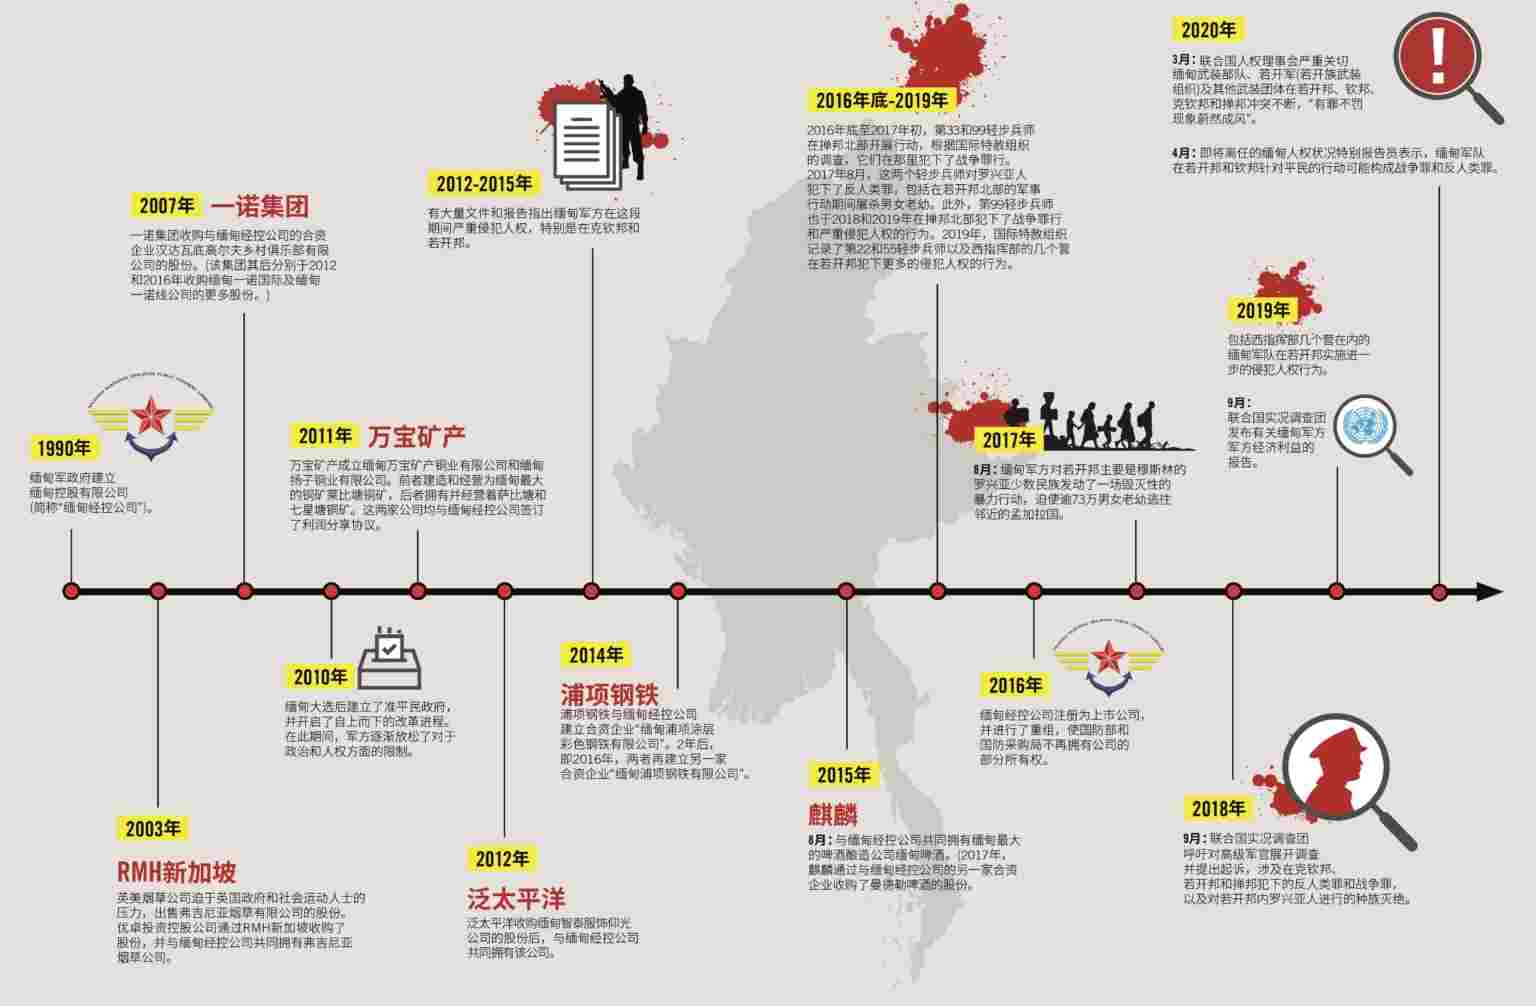 1990年
缅甸军政府建立
缅甸控股有限公司
(简称“缅甸经控公司”)。
2003年
RMH新加坡
英美烟草公司迫于英国政府和社会运动人士的
压力，出售弗吉尼亚烟草有限公司的股份。
优卓投资控股公司通过RMH新加坡收购了
股份，并与缅甸经控公司共同拥有弗吉尼亚
烟草公司。
2007年 一诺集团
一诺集团收购与缅甸经控公司的合资
企业汉达瓦底高尔夫乡村俱乐部有限
公司的股份。(该集团其后分别于2012
和2016年收购缅甸一诺国际及缅甸
一诺线公司的更多股份。)
2010年
缅甸大选后建立了准平民政府，
并开启了自上而下的改革进程。
在此期间，军方逐渐放松了对于
政治和人权方面的限制。
2011年 万宝矿产
万宝矿产成立缅甸万宝矿产铜业有限公司和缅甸
扬子铜业有限公司。前者建造和经营为缅甸最大
的铜矿莱比塘铜矿，后者拥有并经营着萨比塘和
七星塘铜矿。这两家公司均与缅甸经控公司签订
了利润分享协议。
2012年
泛太平洋
泛太平洋收购缅甸智泰服饰仰光
公司的股份后，与缅甸经控公司
共同拥有该公司。
2012-2015年
有大量文件和报告指出缅甸军方在这段
期间严重侵犯人权，特别是在克钦邦和
若开邦。
2014年
浦项钢铁
浦项钢铁与缅甸经控公司
建立合资企业“缅甸浦项涂层
彩色钢铁有限公司”。2年后，
即2016年，两者再建立另一家
合资企业“缅甸浦项钢铁有限公司”。
2015年
麒麟
8月：与缅甸经控公司共同拥有缅甸最大
的啤酒酿造公司缅甸啤酒。(2017年，
麒麟通过与缅甸经控公司的另一家合资
企业收购了曼德勒啤酒的股份。
2016年底-2019年
2016年底至2017年初，第33和99轻步兵师
在掸邦北部开展行动，根据国际特赦组织
的调查，它们在那里犯下了战争罪行。
2017年8月，这两个轻步兵师对罗兴亚人
犯下了反人类罪，包括在若开邦北部的军事
行动期间屠杀男女老幼。此外，第99轻步兵师
也于2018和2019年在掸邦北部犯下了战争罪行
和严重侵犯人权的行为。2019年，国际特赦组织
记录了第22和55轻步兵师以及西指挥部的几个营
在若开邦犯下更多的侵犯人权的行为。
2016年
缅甸经控公司注册为上市公司，
并进行了重组，使国防部和
国防采购局不再拥有公司的
部分所有权。
2017年
8月：缅甸军方对若开邦主要是穆斯林的
罗兴亚少数民族发动了一场毁灭性的
暴力行动，迫使逾73万男女老幼逃往
邻近的孟加拉国。
2018年
9月：联合国实况调查团
呼吁对高级军官展开调查
并提出起诉，涉及在克钦邦、
若开邦和掸邦犯下的反人类罪和战争罪，
以及对若开邦内罗兴亚人进行的种族灭绝。
2019年
包括西指挥部几个营在内的
缅甸军队在若开邦实施进一
步的侵犯人权行为。
9月：
联合国实况调查团
发布有关缅甸军方
军方经济利益的
报告。
2020年
3月：联合国人权理事会严重关切
缅甸武装部队、若开军(若开族武装
组织)及其他武装团体在若开邦、钦邦、
克钦邦和掸邦冲突不断，“有罪不罚
现象蔚然成风”。
4月：即将离任的缅甸人权状况特别报告员表示，缅甸军队
在若开邦和钦邦针对平民的行动可能构成战争罪和反人类罪。